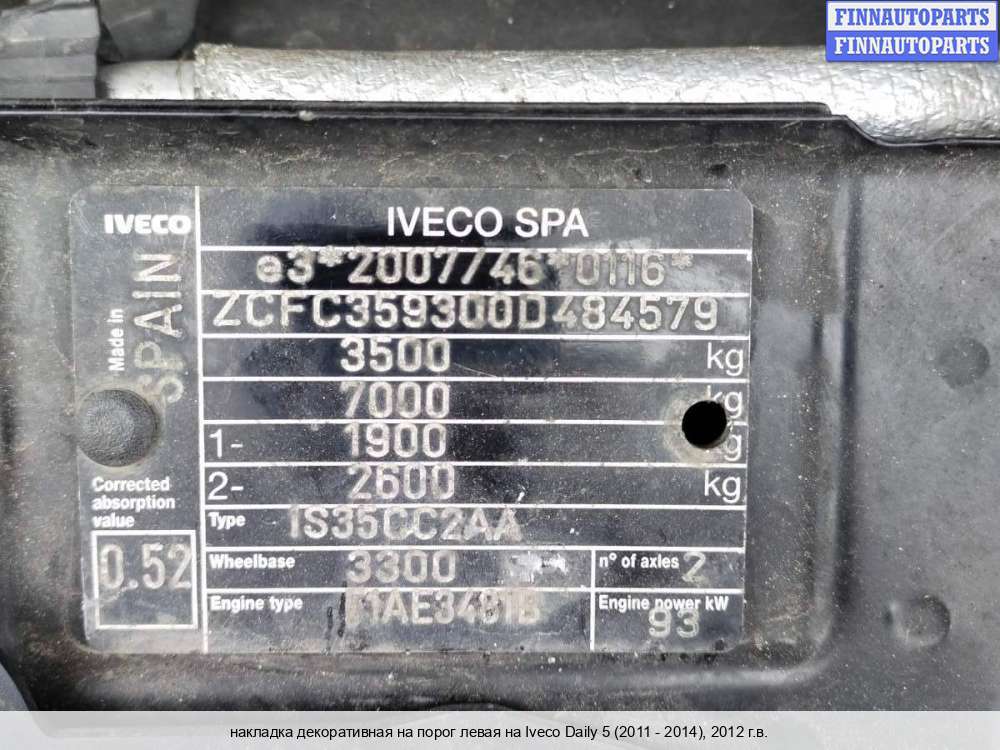 FINNAUTOPARTS
FINNAUTOPARTS
IVECO
IVECO SPA
Made in
SPAIN
e3*2007/46*0116*
ZCFC359300D484579
3500 kg
7000 kg
1- 1900 kg
2- 2600 kg
Corrected
absorption
value
0.52
Type IS35CC2AA
Wheelbase 3300 n° of axles 2
Engine type F1AE3481B Engine power kW
93
накладка декоративная на порог левая на Iveco Daily 5 (2011 - 2014), 2012 г.в.